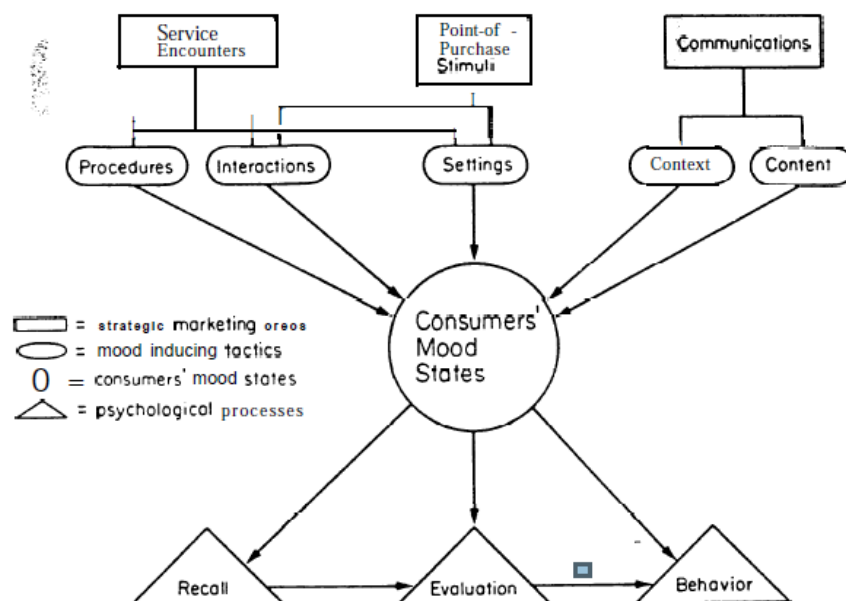 Service
Encounters
Point-of -
Purchase
Stimuli
Communications
Procedures
Interactions
Settings
Context
Content
Consumers'
Mood
States
= strategic marketing oreos
= mood inducing tactics
O = consumers' mood states
= psychological processes
Recall
Evaluation
Behavior